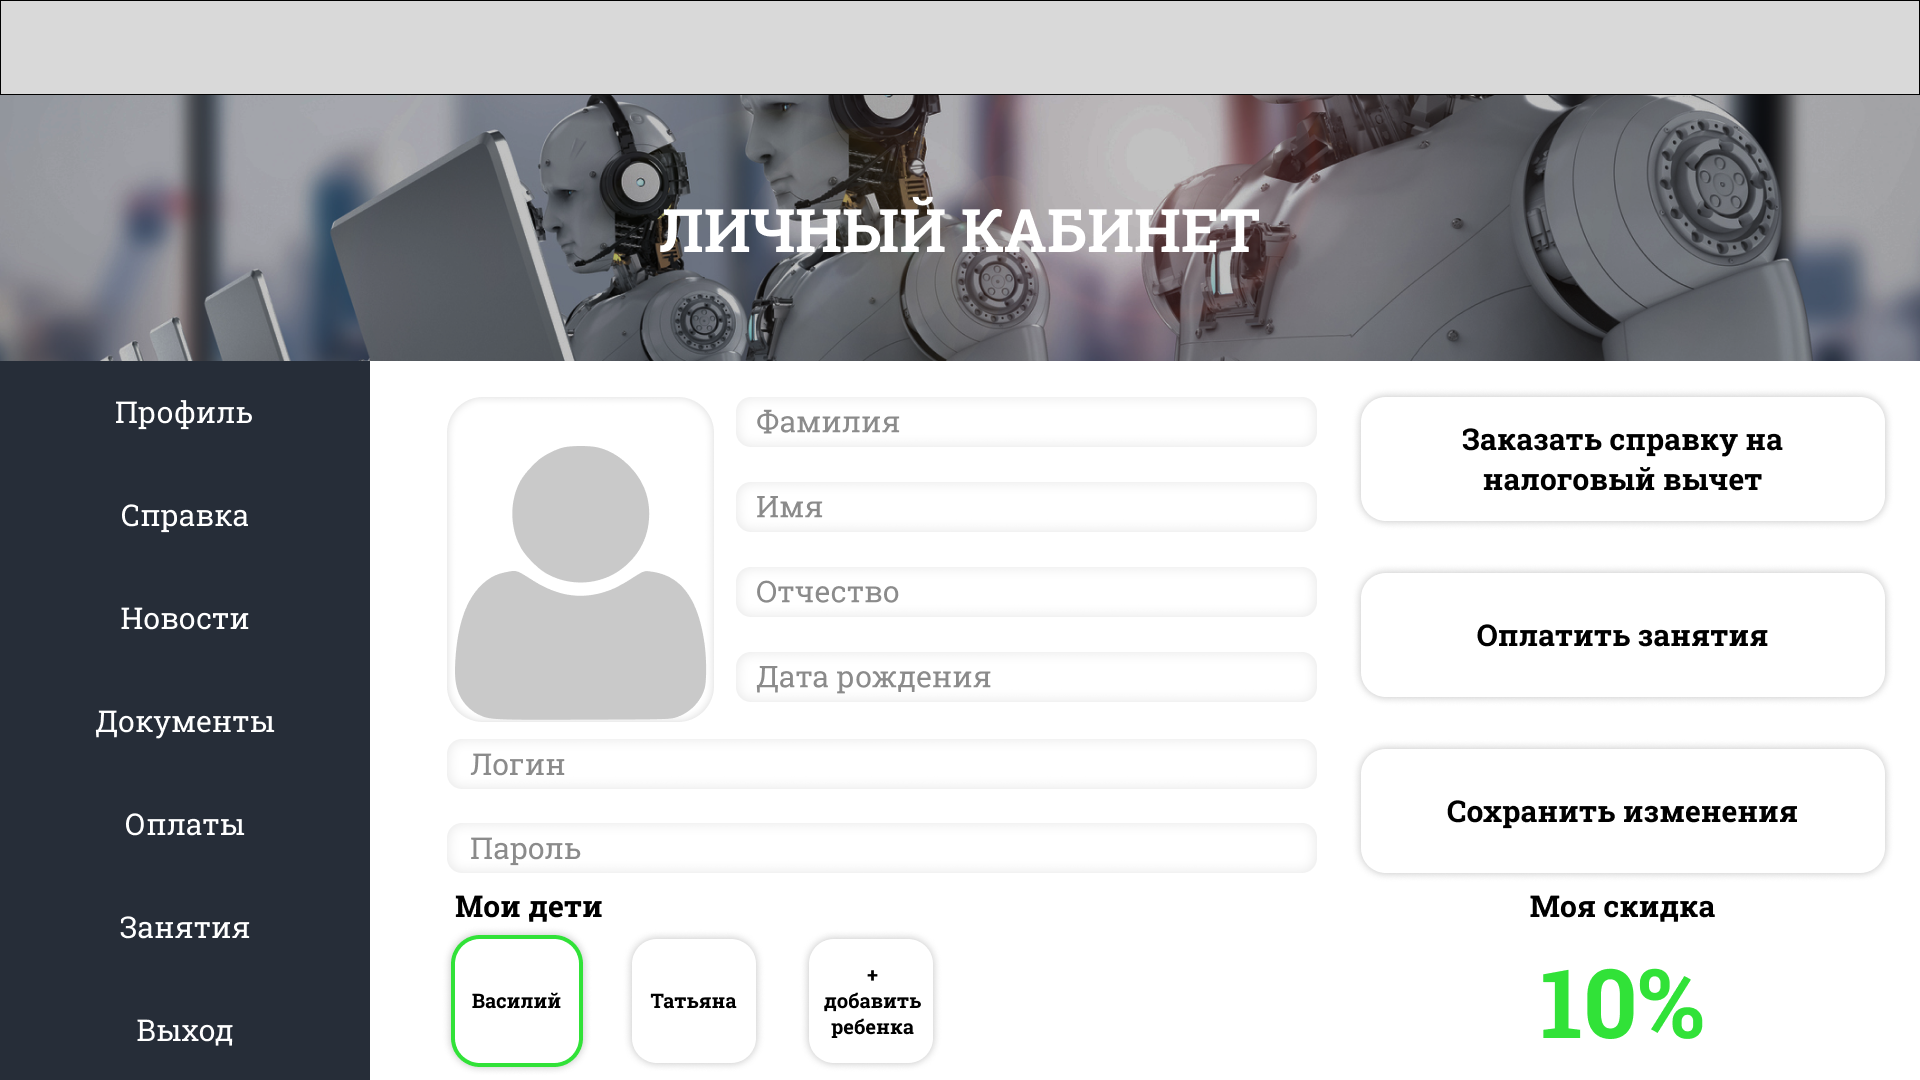 ЛИЧНЫЙ КАБИНЕТ
Профиль
Справка
Новости
Документы
Оплаты
Занятия
Выход
Фамилия
Имя
Отчество
Дата рождения
Логин
Пароль
Мои дети
Василий
Татьяна
+
добавить
ребенка
Заказать справку на
налоговый вычет
Оплатить занятия
Сохранить изменения
Моя скидка
10%